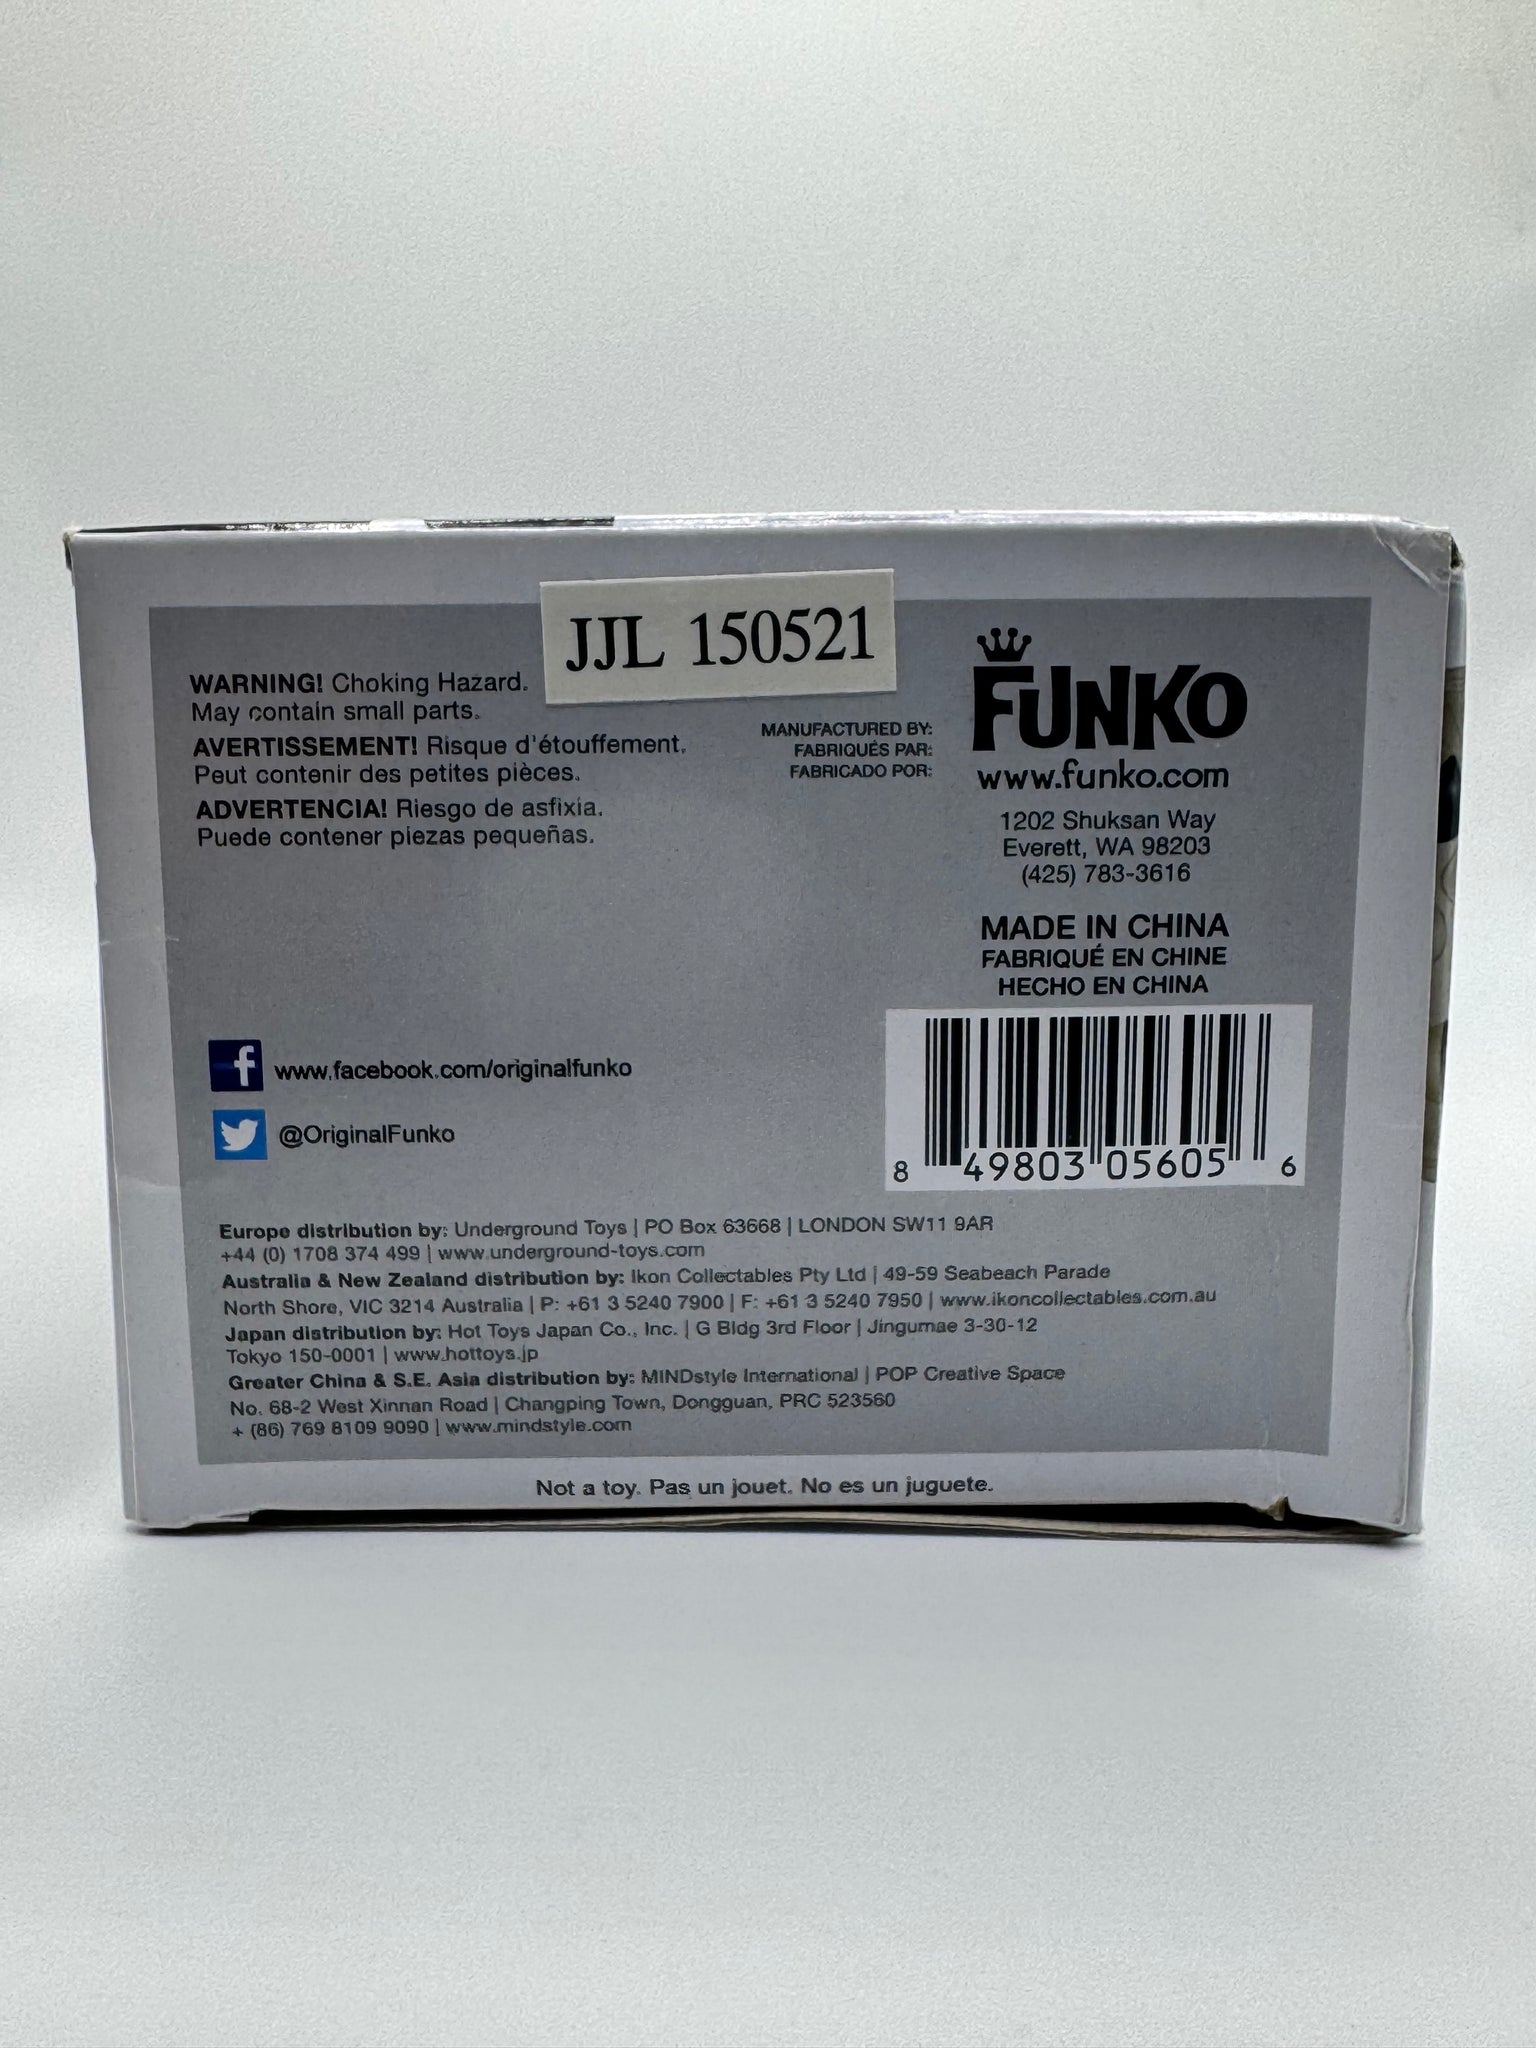 JJL 150521
WARNING! Choking Hazard.
May contain small parts.
AVERTISSEMENT! Risque d'étouffement.
Peut contenir des petites pièces.
ADVERTENCIA! Riesgo de asfixia.
Puede contener piezas pequeñas.
MANUFACTURED BY:
FABRIQUÉS PAR:
FABRICADO POR:
FUNKO
www.funko.com
1202 Shuksan Way
Everett, WA 98203
(425) 783-3616
MADE IN CHINA
FABRIQUÉ EN CHINE
HECHO EN CHINA
f www.facebook.com/originalfunko
@OriginalFunko
8 49803 05605 6
Europe distribution by: Underground Toys | PO Box 63668 | LONDON SW11 9AR
+44 (0) 1708 374 499 | www.underground-toys.com
Australia & New Zealand distribution by: Ikon Collectables Pty Ltd | 49-59 Seabeach Parade
North Shore, VIC 3214 Australia | P: +61 3 5240 7900 | F: +61 3 5240 7950 | www.ikoncollectables.com.au
Japan distribution by: Hot Toys Japan Co., Inc. | G Bldg 3rd Floor | Jingumae 3-30-12
Tokyo 150-0001 | www.hottoys.jp
Greater China & S.E. Asia distribution by: MINDstyle International | POP Creative Space
No. 68-2 West Xinnan Road | Changping Town, Dongguan, PRC 523560
+ (86) 769 8109 9090 | www.mindstyle.com
Not a toy. Pas un jouet. No es un juguete.